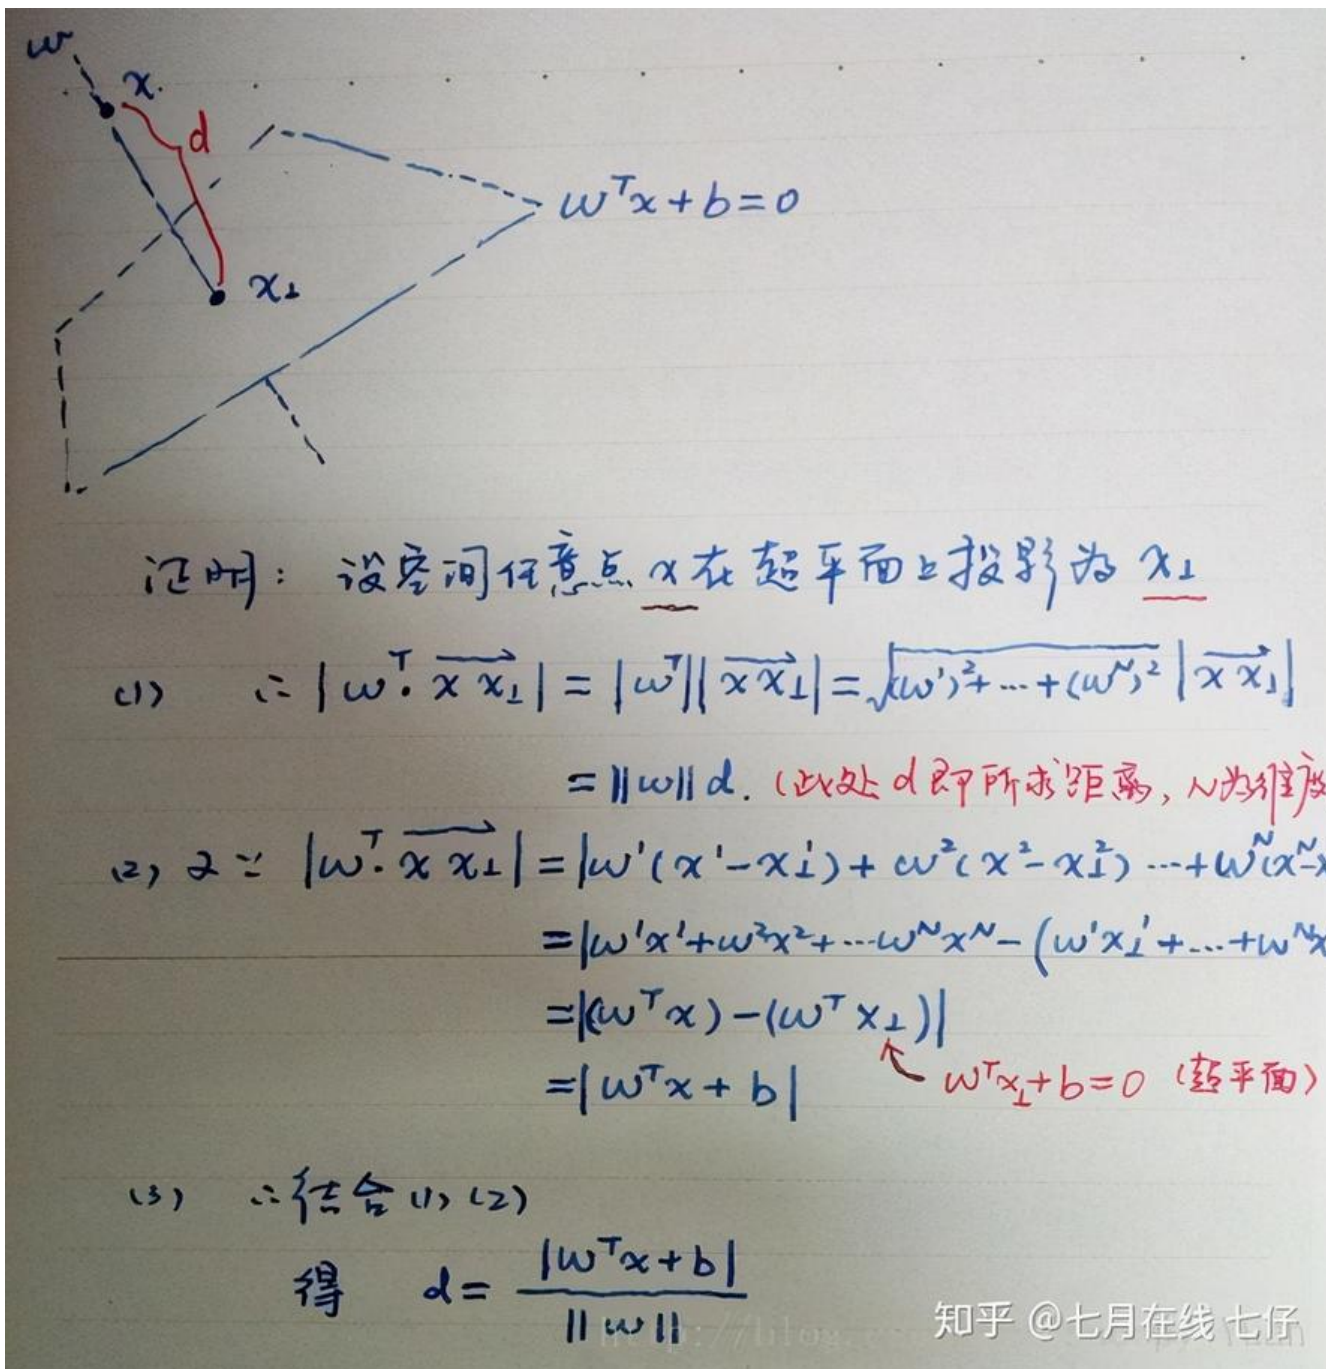 w
x
d
wᵀx+b=0
x⊥
证明: 设空间任意点 x 在超平面上投影为 x⊥
(1) ∴ |wᵀ·xx⊥| = |wᵀ||xx⊥| = √(w¹)²+…+(wᴺ)² |xx⊥|
= ||w|| d. (此处 d 即所求距离, N为维度
(2) 又∵ |wᵀ·xx⊥| = |w¹(x¹-x⊥¹) + w²(x²-x⊥²) …+wᴺ(xᴺ-x
= |w¹x¹+w²x²+…wᴺxᴺ-(w¹x⊥¹+…+wᴺx
=|(wᵀx)-(wᵀx⊥)|
=|wᵀx+b| wᵀx⊥+b=0 (超平面)
(3) ∴结合(1)(2)
得 d= |wᵀx+b|
||w||
知乎 @七月在线 七仔